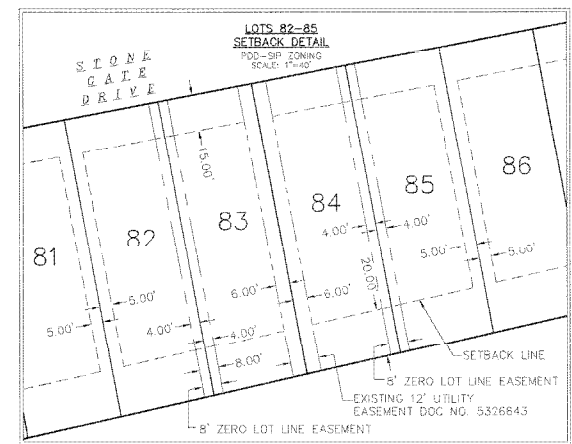 LOTS 82-85
SETBACK DETAIL
PDD-SIP ZONING
SCALE: 1"=40'
STONE
GATE
DRIVE
15.00'
81
82
83
84
85
86
4.00'
4.00'
5.00'
5.00'
20.00'
6.00'
6.00'
5.00'
5.00'
4.00'
4.00'
8.00'
SETBACK LINE
8' ZERO LOT LINE EASEMENT
EXISTING 12' UTILITY
EASEMENT DOC NO. 5326643
8' ZERO LOT LINE EASEMENT